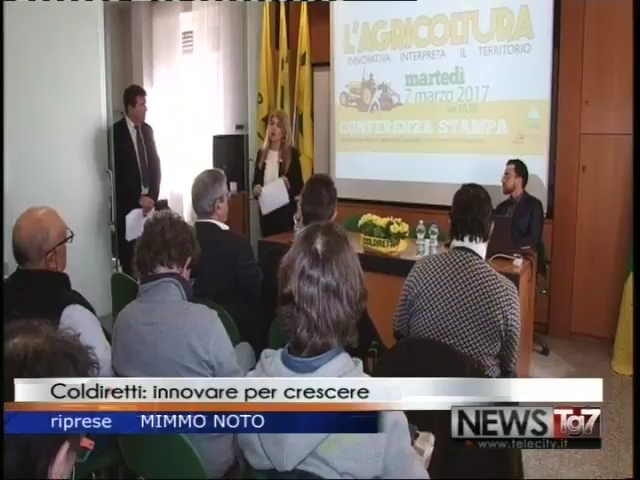 L'AGRICOLTURA
INNOVATIVA INTERPRETA IL TERRITORIO
martedì
7 marzo 2017
CONFERENZA STAMPA
COLDIRETTI
Coldiretti: innovare per crescere
riprese MIMMO NOTO
NEWS Tg7
www.telecity.it